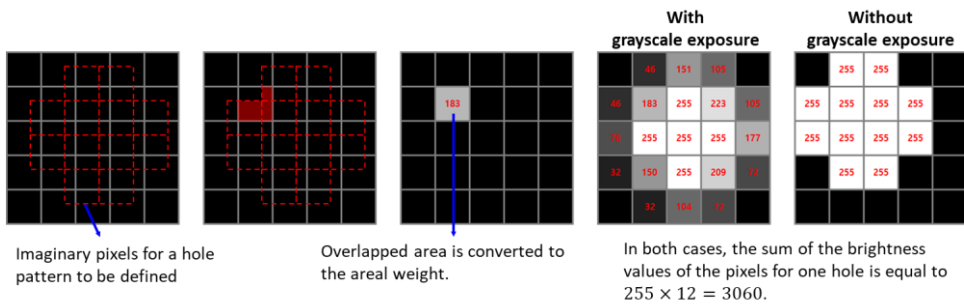 With
grayscale exposure
Without
grayscale exposure
183
46 151 105
46 183 255 223 105
78 255 255 255 177
32 150 255 209 72
32 104 72
255 255
255 255 255 255
255 255 255 255
255 255
Imaginary pixels for a hole
pattern to be defined
Overlapped area is converted to
the areal weight.
In both cases, the sum of the brightness
values of the pixels for one hole is equal to
255 × 12 = 3060.